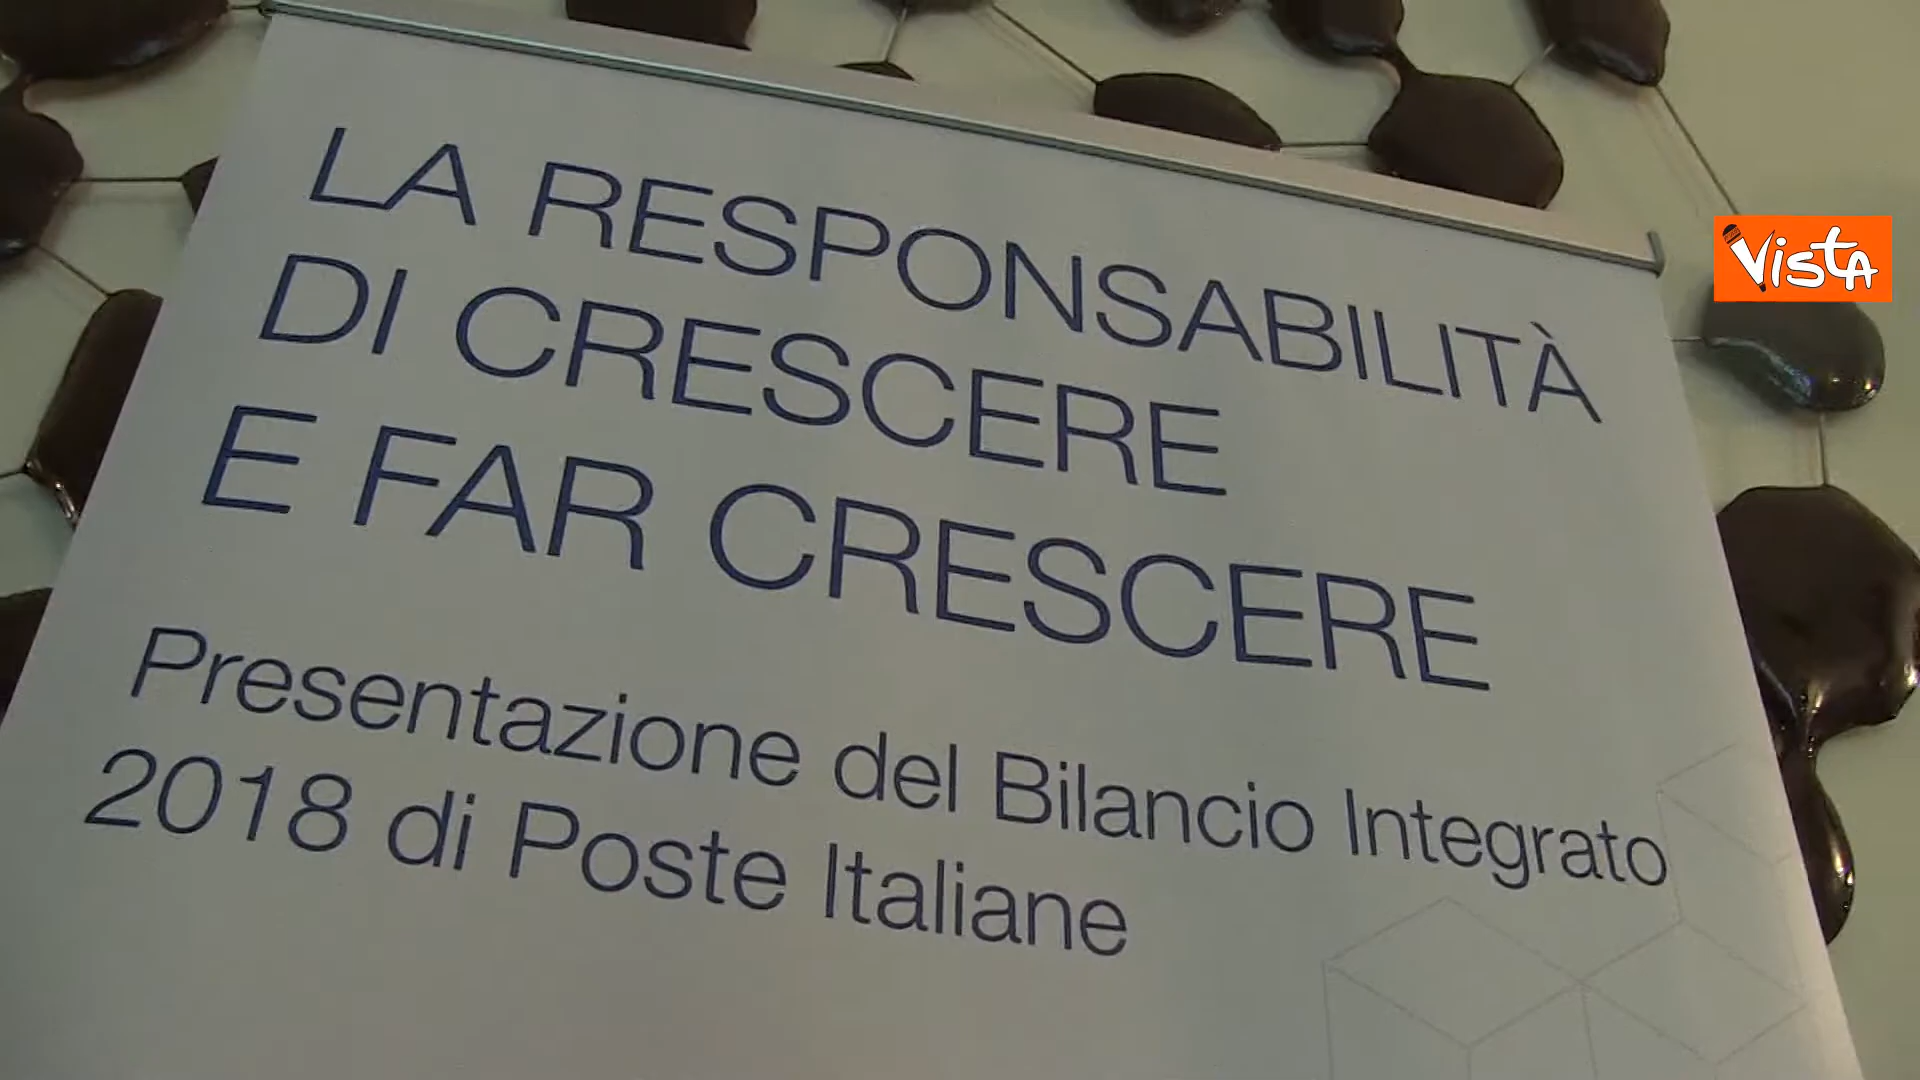 LA RESPONSABILITÀ
DI CRESCERE
E FAR CRESCERE
Presentazione del Bilancio Integrato
2018 di Poste Italiane
VISTA